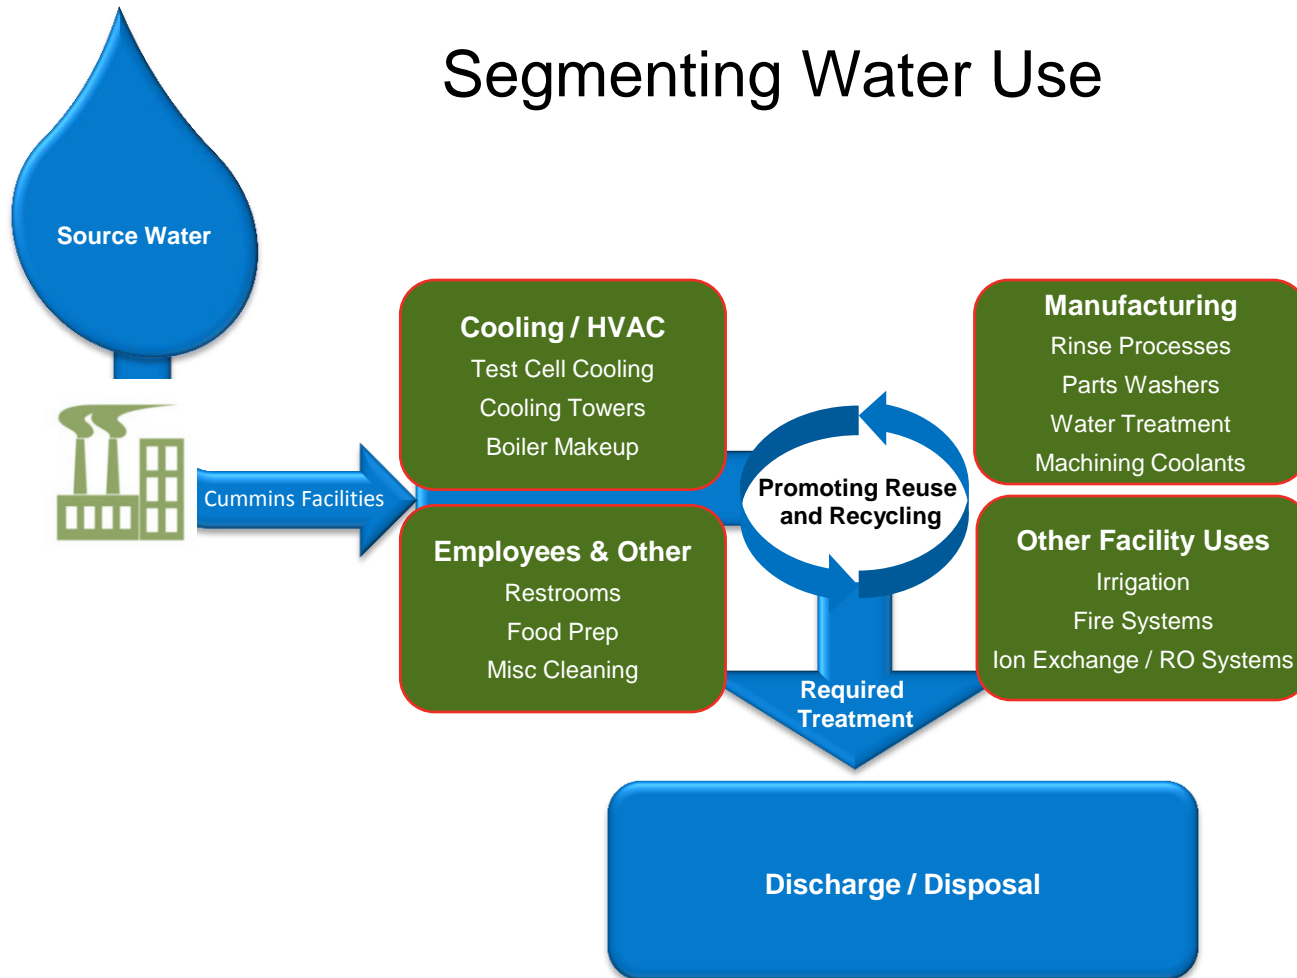 Segmenting Water Use
Source Water
Cummins Facilities
Cooling / HVAC
Test Cell Cooling
Cooling Towers
Boiler Makeup
Employees & Other
Restrooms
Food Prep
Misc Cleaning
Promoting Reuse
and Recycling
Manufacturing
Rinse Processes
Parts Washers
Water Treatment
Machining Coolants
Other Facility Uses
Irrigation
Fire Systems
Ion Exchange / RO Systems
Required
Treatment
Discharge / Disposal